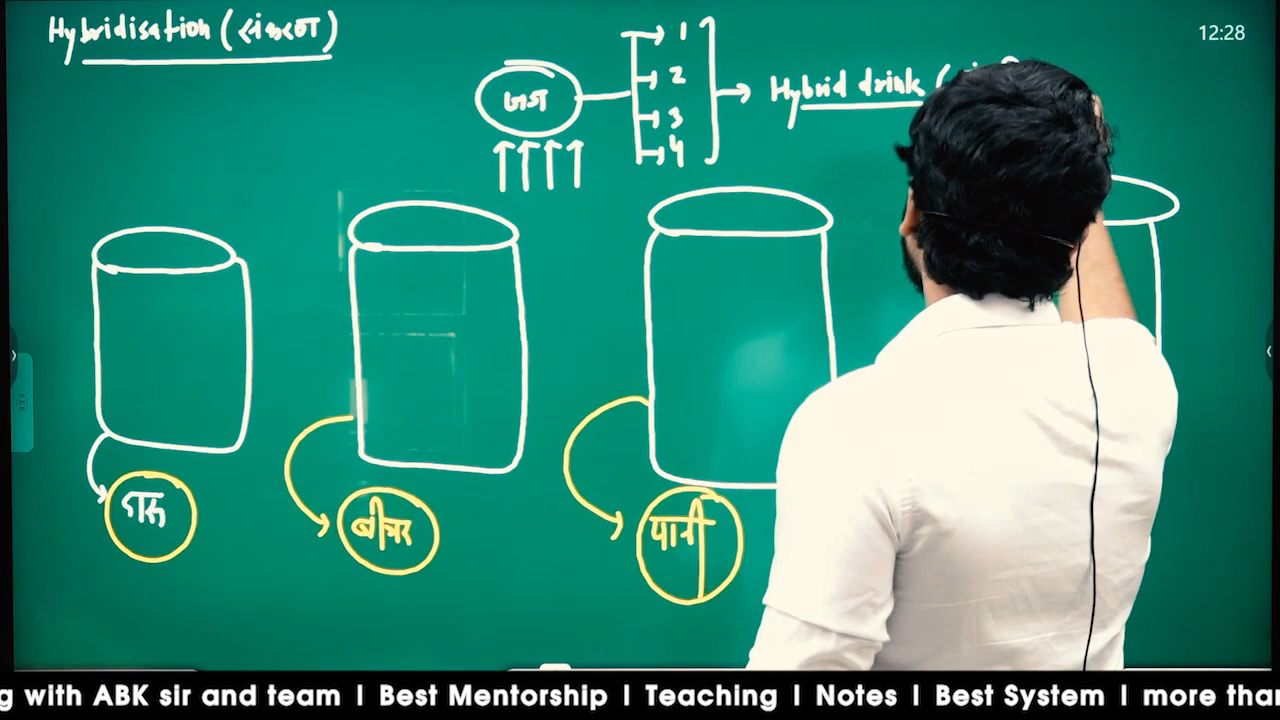 Hybridisation (संकरण)
12:28
जग
1
2
3
4
Hybrid drink (
दारू
बीयर
पानी
g with ABK sir and team | Best Mentorship | Teaching | Notes | Best System | more tha